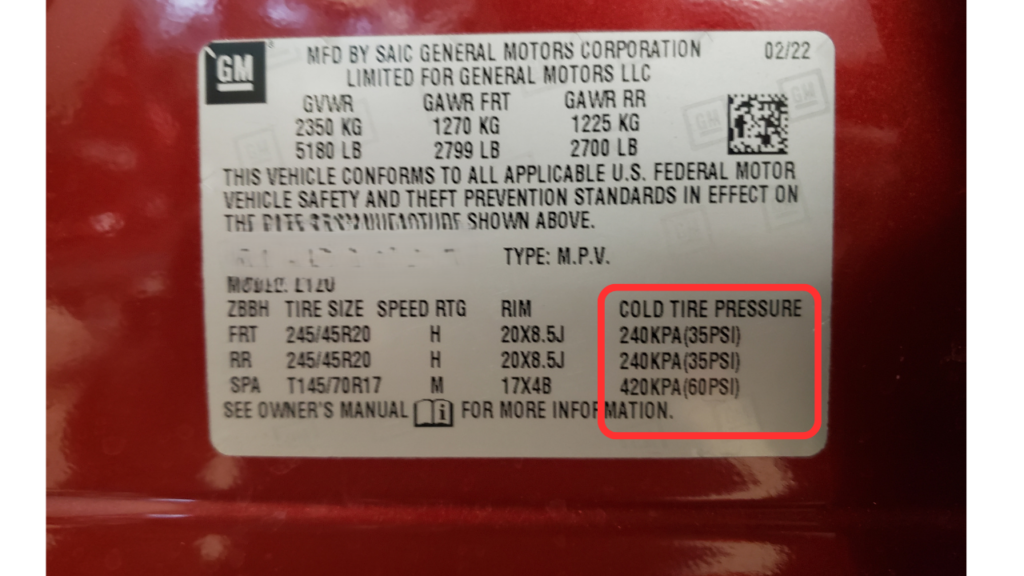 GM
MFD BY SAIC GENERAL MOTORS CORPORATION 02/22
LIMITED FOR GENERAL MOTORS LLC
GVWR GAWR FRT GAWR RR
2350 KG 1270 KG 1225 KG
5180 LB 2799 LB 2700 LB
THIS VEHICLE CONFORMS TO ALL APPLICABLE U.S. FEDERAL MOTOR
VEHICLE SAFETY AND THEFT PREVENTION STANDARDS IN EFFECT ON
THE SHOWN ABOVE.
TYPE: M.P.V.
ZBBH TIRE SIZE SPEED RTG RIM COLD TIRE PRESSURE
FRT 245/45R20 H 20X8.5J 240KPA(35PSI)
RR 245/45R20 H 20X8.5J 240KPA(35PSI)
SPA T145/70R17 M 17X4B 420KPA(60PSI)
SEE OWNER'S MANUAL i FOR MORE INFORMATION.